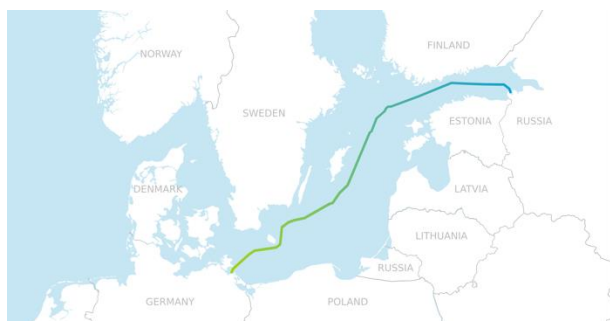 FINLAND
NORWAY
SWEDEN
ESTONIA
RUSSIA
DENMARK
LATVIA
LITHUANIA
RUSSIA
GERMANY
POLAND